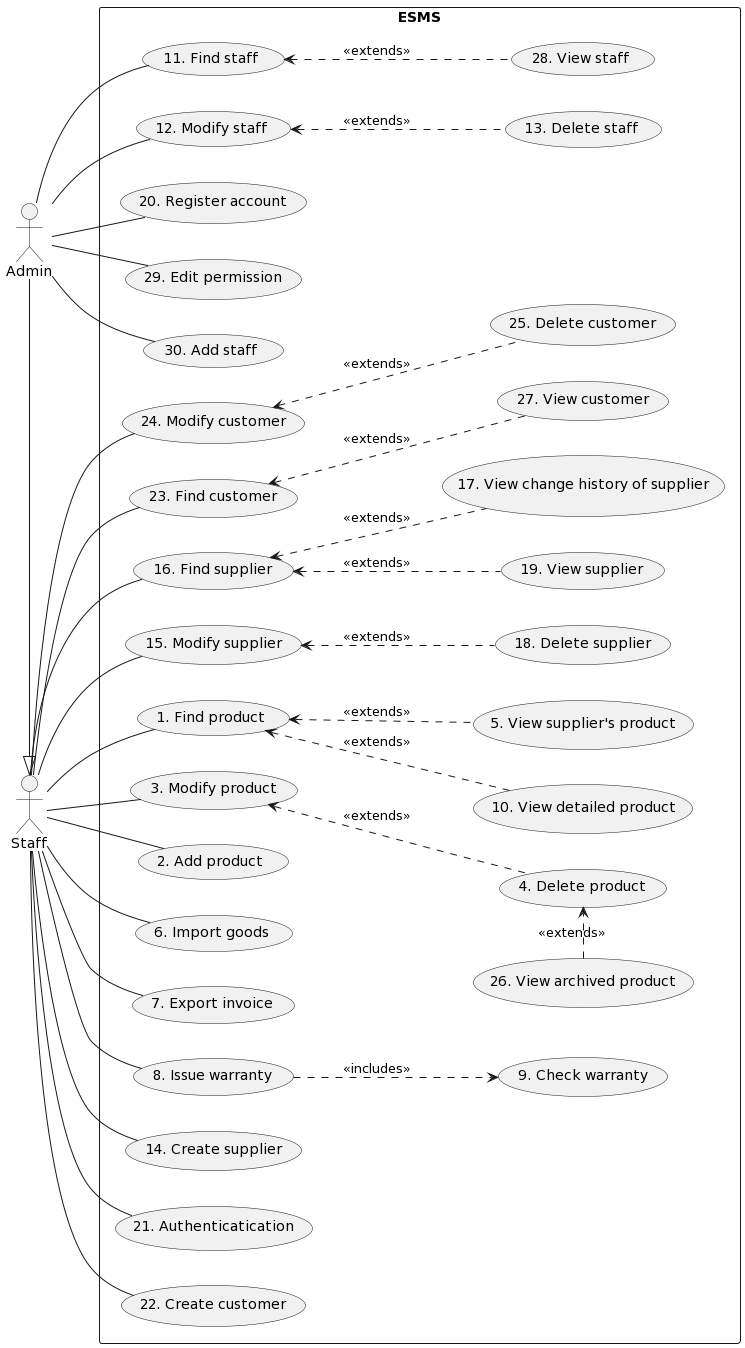 ESMS
11. Find staff
«extends»
28. View staff
12. Modify staff
«extends»
13. Delete staff
20. Register account
Admin
29. Edit permission
30. Add staff
25. Delete customer
«extends»
24. Modify customer
27. View customer
«extends»
23. Find customer
17. View change history of supplier
«extends»
16. Find supplier
«extends»
19. View supplier
15. Modify supplier
«extends»
18. Delete supplier
1. Find product
«extends»
5. View supplier's product
«extends»
3. Modify product
10. View detailed product
«extends»
Staff
2. Add product
4. Delete product
6. Import goods
«extends»
26. View archived product
7. Export invoice
8. Issue warranty
«includes»
9. Check warranty
14. Create supplier
21. Authenticatication
22. Create customer